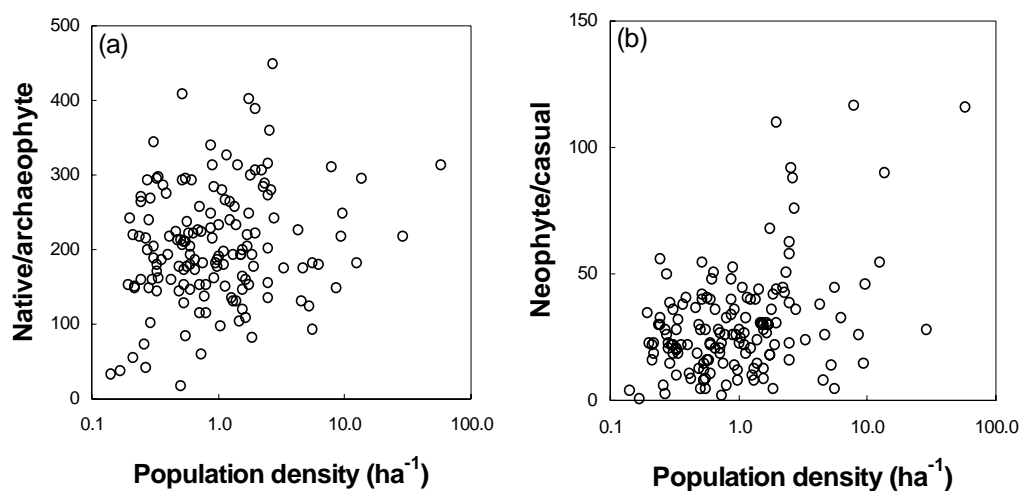 (a)
Native/archaeophyte
500
400
300
200
100
0
0.1 1.0 10.0 100.0
Population density (ha⁻¹)
(b)
Neophyte/casual
150
100
50
0
0.1 1.0 10.0 100.0
Population density (ha⁻¹)